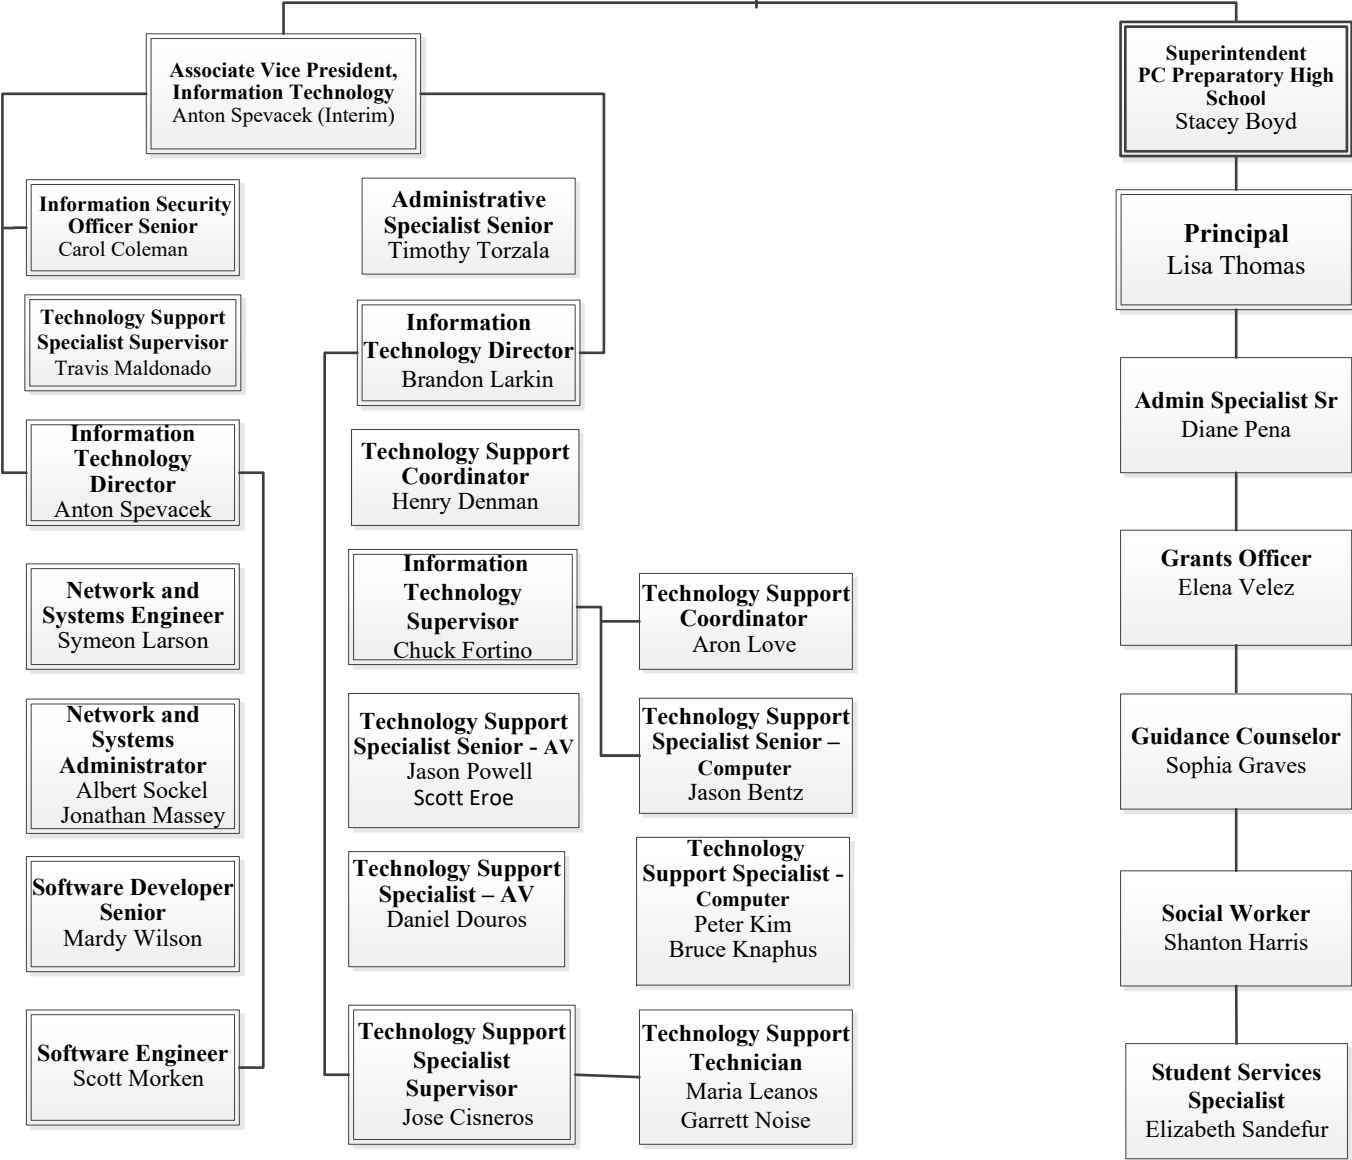 Associate Vice President,
Information Technology
Anton Spevacek (Interim)
Information Security
Officer Senior
Carol Coleman
Technology Support
Specialist Supervisor
Travis Maldonado
Information
Technology
Director
Anton Spevacek
Network and
Systems Engineer
Symeon Larson
Network and
Systems
Administrator
Albert Sockel
Jonathan Massey
Software Developer
Senior
Mardy Wilson
Software Engineer
Scott Morken
Administrative
Specialist Senior
Timothy Torzala
Information
Technology Director
Brandon Larkin
Technology Support
Coordinator
Henry Denman
Information
Technology
Supervisor
Chuck Fortino
Technology Support
Specialist Senior - AV
Jason Powell
Scott Eroe
Technology Support
Specialist – AV
Daniel Douros
Technology Support
Specialist
Supervisor
Jose Cisneros
Technology Support
Coordinator
Aron Love
Technology Support
Specialist Senior –
Computer
Jason Bentz
Technology
Support Specialist -
Computer
Peter Kim
Bruce Knaphus
Technology Support
Technician
Maria Leanos
Garrett Noise
Superintendent
PC Preparatory High
School
Stacey Boyd
Principal
Lisa Thomas
Admin Specialist Sr
Diane Pena
Grants Officer
Elena Velez
Guidance Counselor
Sophia Graves
Social Worker
Shanton Harris
Student Services
Specialist
Elizabeth Sandefur